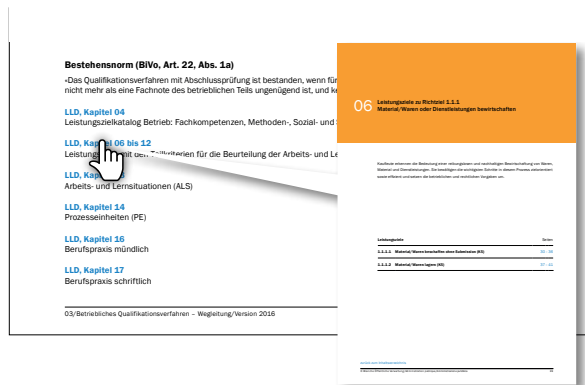 Bestehensnorm (BiVo, Art. 22, Abs. 1a)
«Das Qualifikationsverfahren mit Abschlussprüfung ist bestanden, wenn für
nicht mehr als eine Fachnote des betrieblichen Teils ungenügend ist, und ke
LLD, Kapitel 04
Leistungszielkatalog Betrieb: Fachkompetenzen, Methoden-, Sozial- und
LLD, Kapitel 06 bis 12
Leistungsziele mit den Teilkriterien für die Beurteilung der Arbeits- und Le
LLD, Kapitel
Arbeits- und Lernsituationen (ALS)
LLD, Kapitel 14
Prozesseinheiten (PE)
LLD, Kapitel 16
Berufspraxis mündlich
LLD, Kapitel 17
Berufspraxis schriftlich
03/Betriebliches Qualifikationsverfahren – Wegleitung/Version 2016
06 Leistungsziele zu Richtziel 1.1.1
Material/Waren oder Dienstleistungen bewirtschaften
Kaufleute erkennen die Bedeutung einer reibungslosen und nachhaltigen Bewirtschaftung von Waren,
Material und Dienstleistungen. Sie bewältigen die wichtigsten Schritte in diesem Prozess zielorientiert
sowie effizient und setzen die betrieblichen und rechtlichen Vorgaben um.
Leistungsziele Seiten
1.1.1.1 Material/Waren beschaffen ohne Submission (K5)
1.1.1.2 Material/Waren lagern (K5)